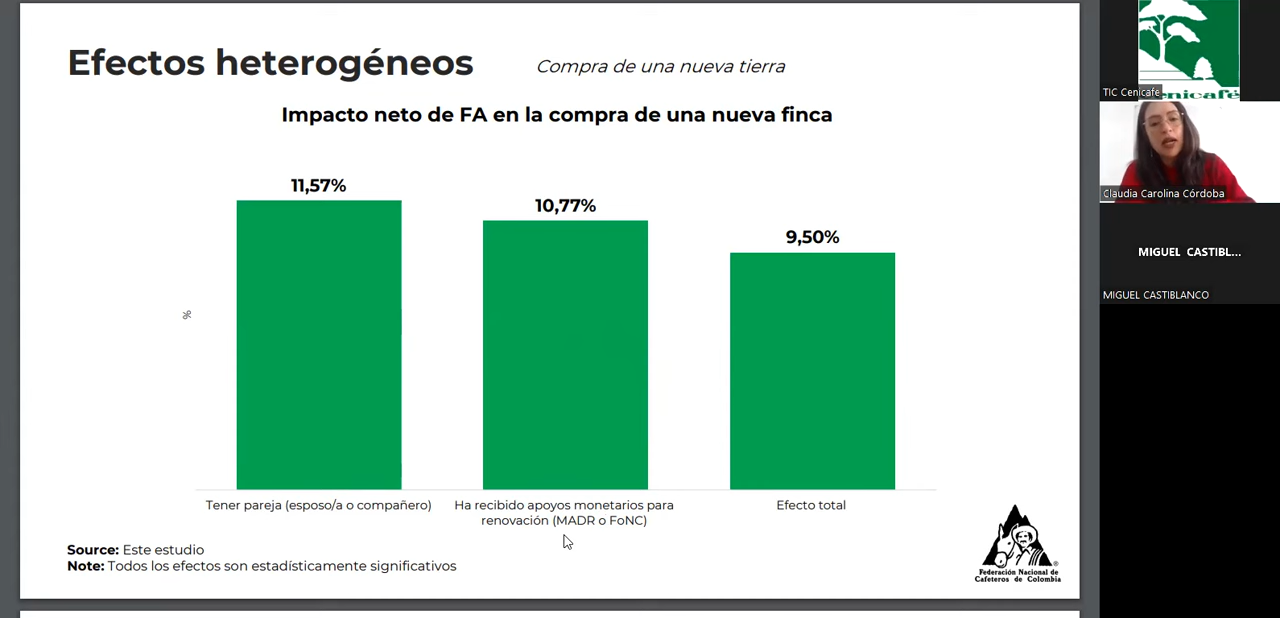 Efectos heterogéneos
Compra de una nueva tierra
Impacto neto de FA en la compra de una nueva finca
11,57%
10,77%
9,50%
%
Tener pareja (esposo/a o compañero)
Ha recibido apoyos monetarios para
renovación (MADR o FoNC)
Efecto total
Source: Este estudio
Note: Todos los efectos son estadísticamente significativos
Federación Nacional de
Cafeteros de Colombia
®
TIC Cenicafe
enicafé
Claudia Carolina Córdoba
MIGUEL CASTIBL...
MIGUEL CASTIBLANCO